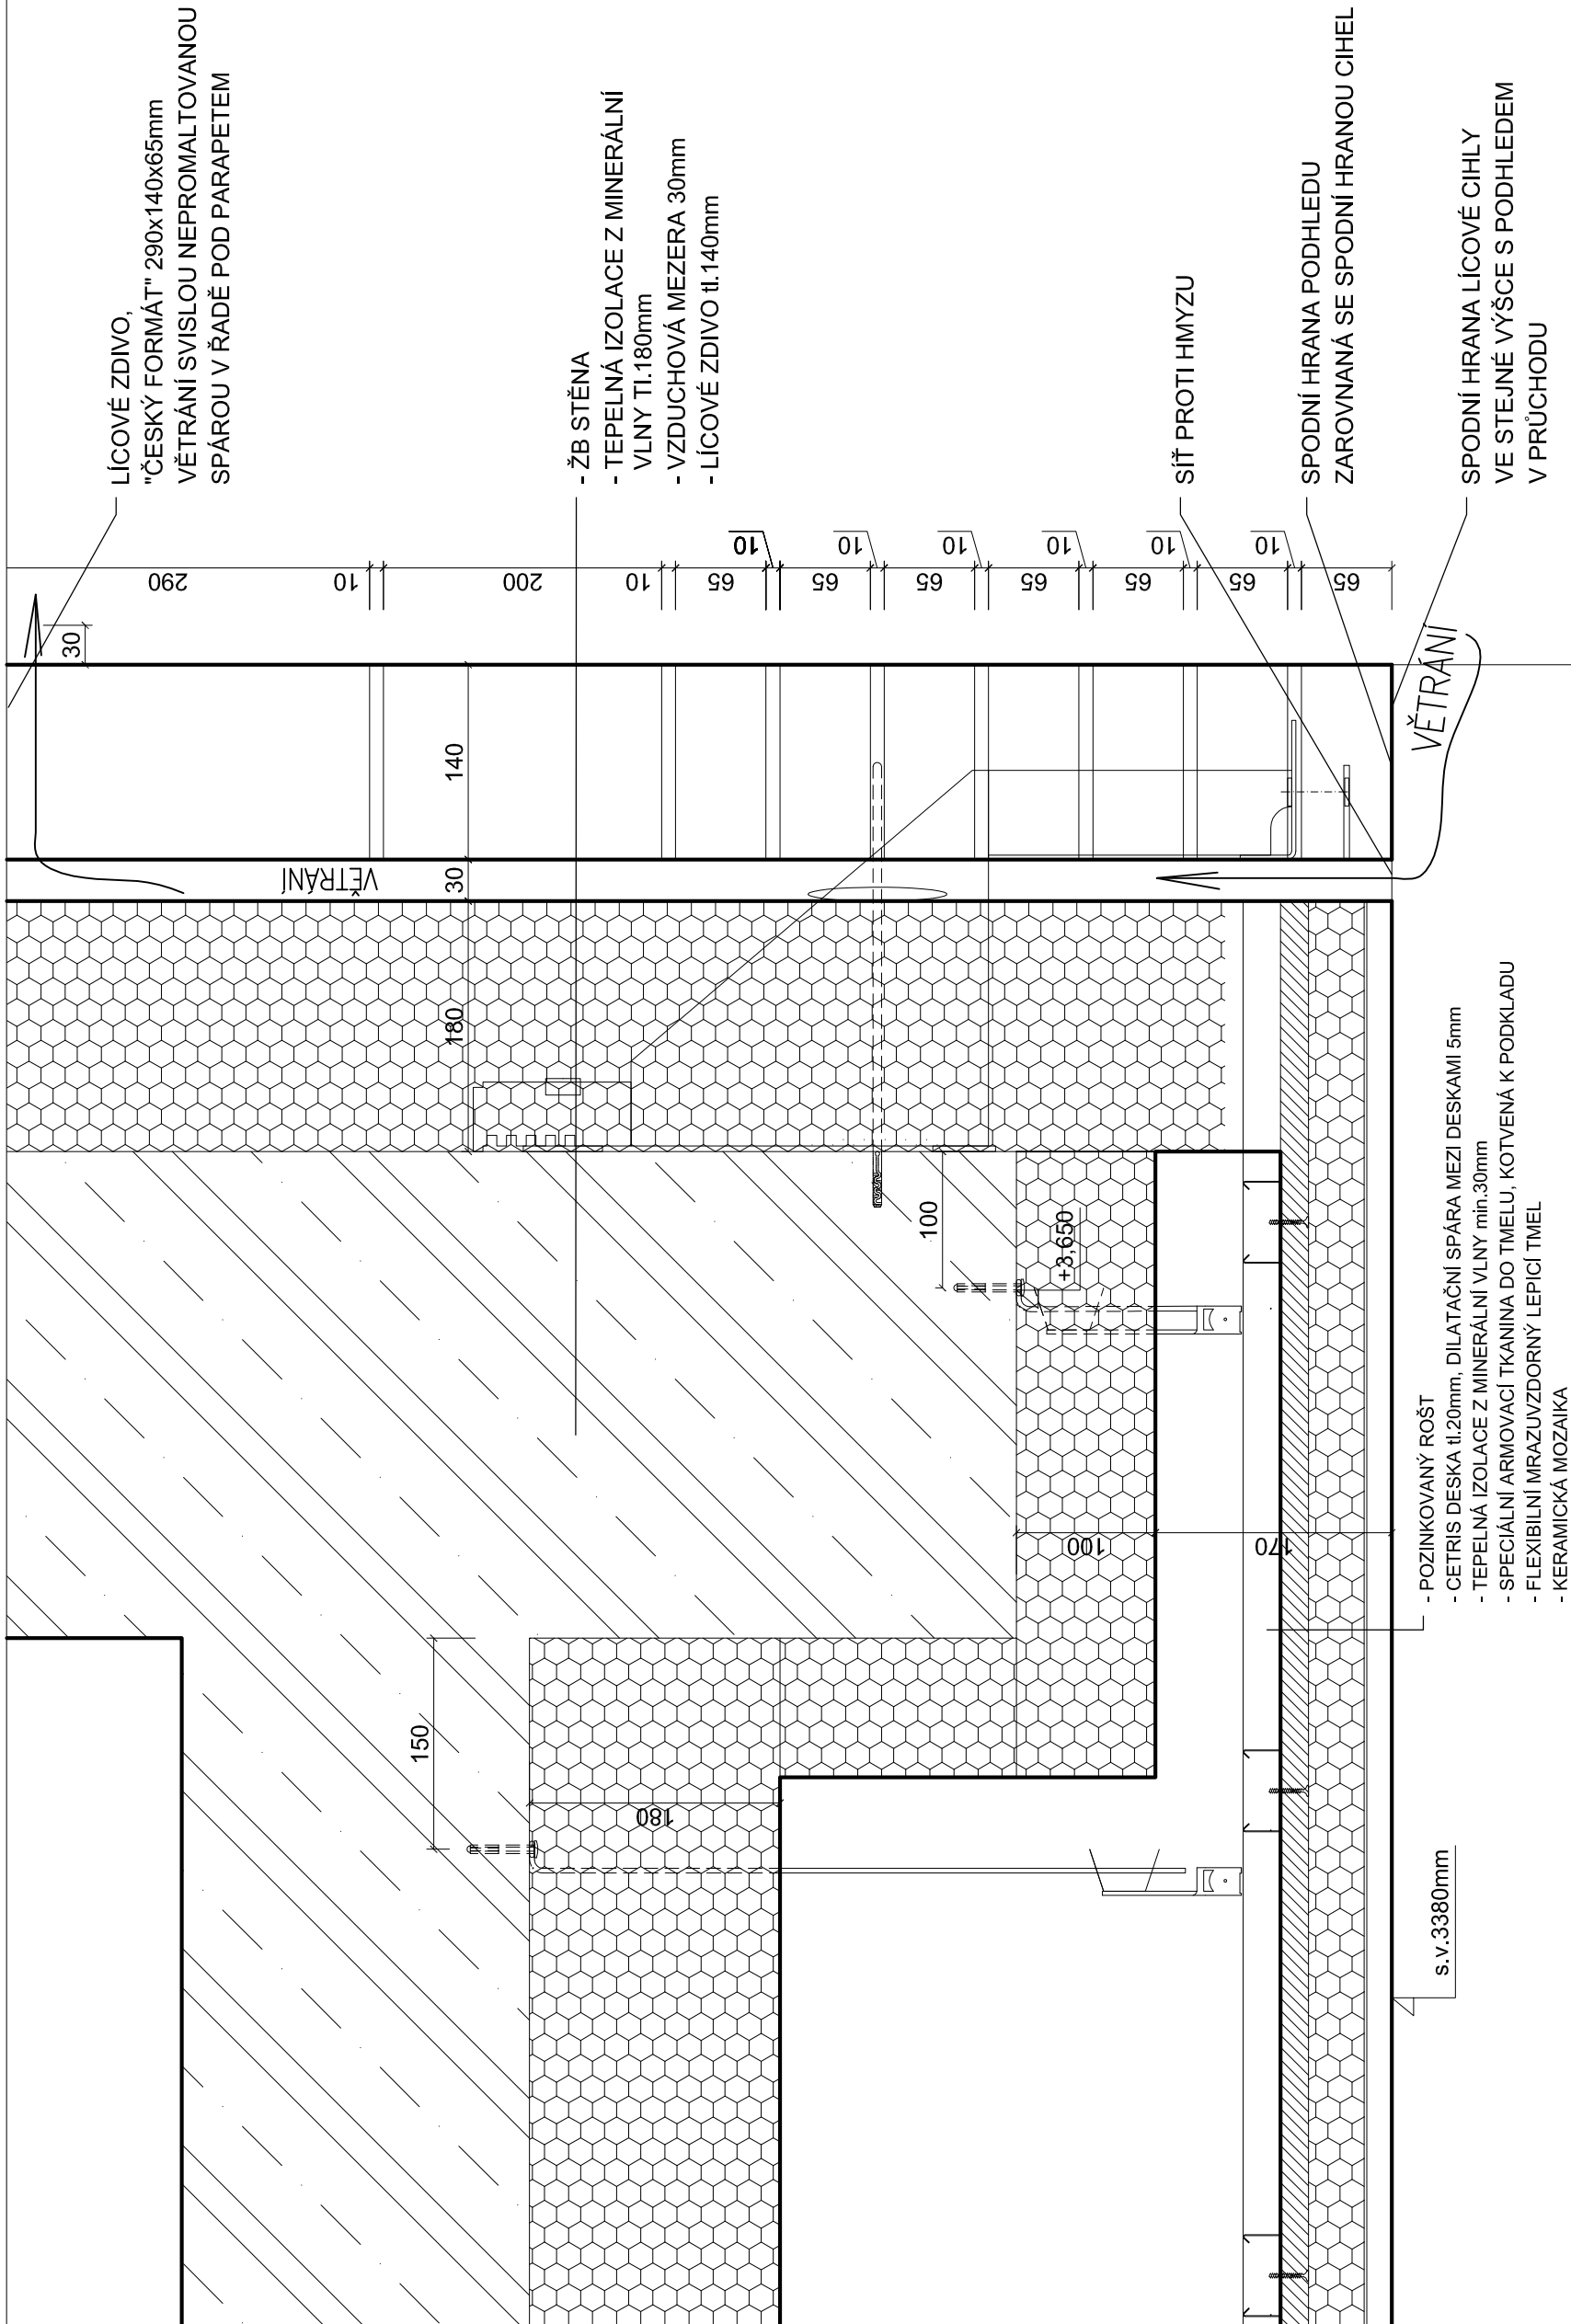 LÍCOVÉ ZDIVO,
"ČESKÝ FORMÁT" 290x140x65mm
VĚTRÁNÍ SVISLOU NEPROMALTOVANOU
SPÁROU V ŘADĚ POD PARAPETEM
- ŽB STĚNA
- TEPELNÁ IZOLACE Z MINERÁLNÍ
VLNY Tl.180mm
- VZDUCHOVÁ MEZERA 30mm
- LÍCOVÉ ZDIVO tl.140mm
SÍŤ PROTI HMYZU
SPODNÍ HRANA PODHLEDU
ZAROVNANÁ SE SPODNÍ HRANOU CIHEL
SPODNÍ HRANA LÍCOVÉ CIHLY
VE STEJNÉ VÝŠCE S PODHLEDEM
V PRŮCHODU
290
10
200
10
65
10
65
10
65
10
65
10
65
10
65
10
65
30
140
30
180
VĚTRÁNÍ
VĚTRÁNÍ
100
+3,650
150
180
100
170
- POZINKOVANÝ ROŠT
- CETRIS DESKA tl.20mm, DILATAČNÍ SPÁRA MEZI DESKAMI 5mm
- TEPELNÁ IZOLACE Z MINERÁLNÍ VLNY min.30mm
- SPECIÁLNÍ ARMOVACÍ TKANINA DO TMELU, KOTVENÁ K PODKLADU
- FLEXIBILNÍ MRAZUVZDORNÝ LEPICÍ TMEL
- KERAMICKÁ MOZAIKA
s.v.3380mm